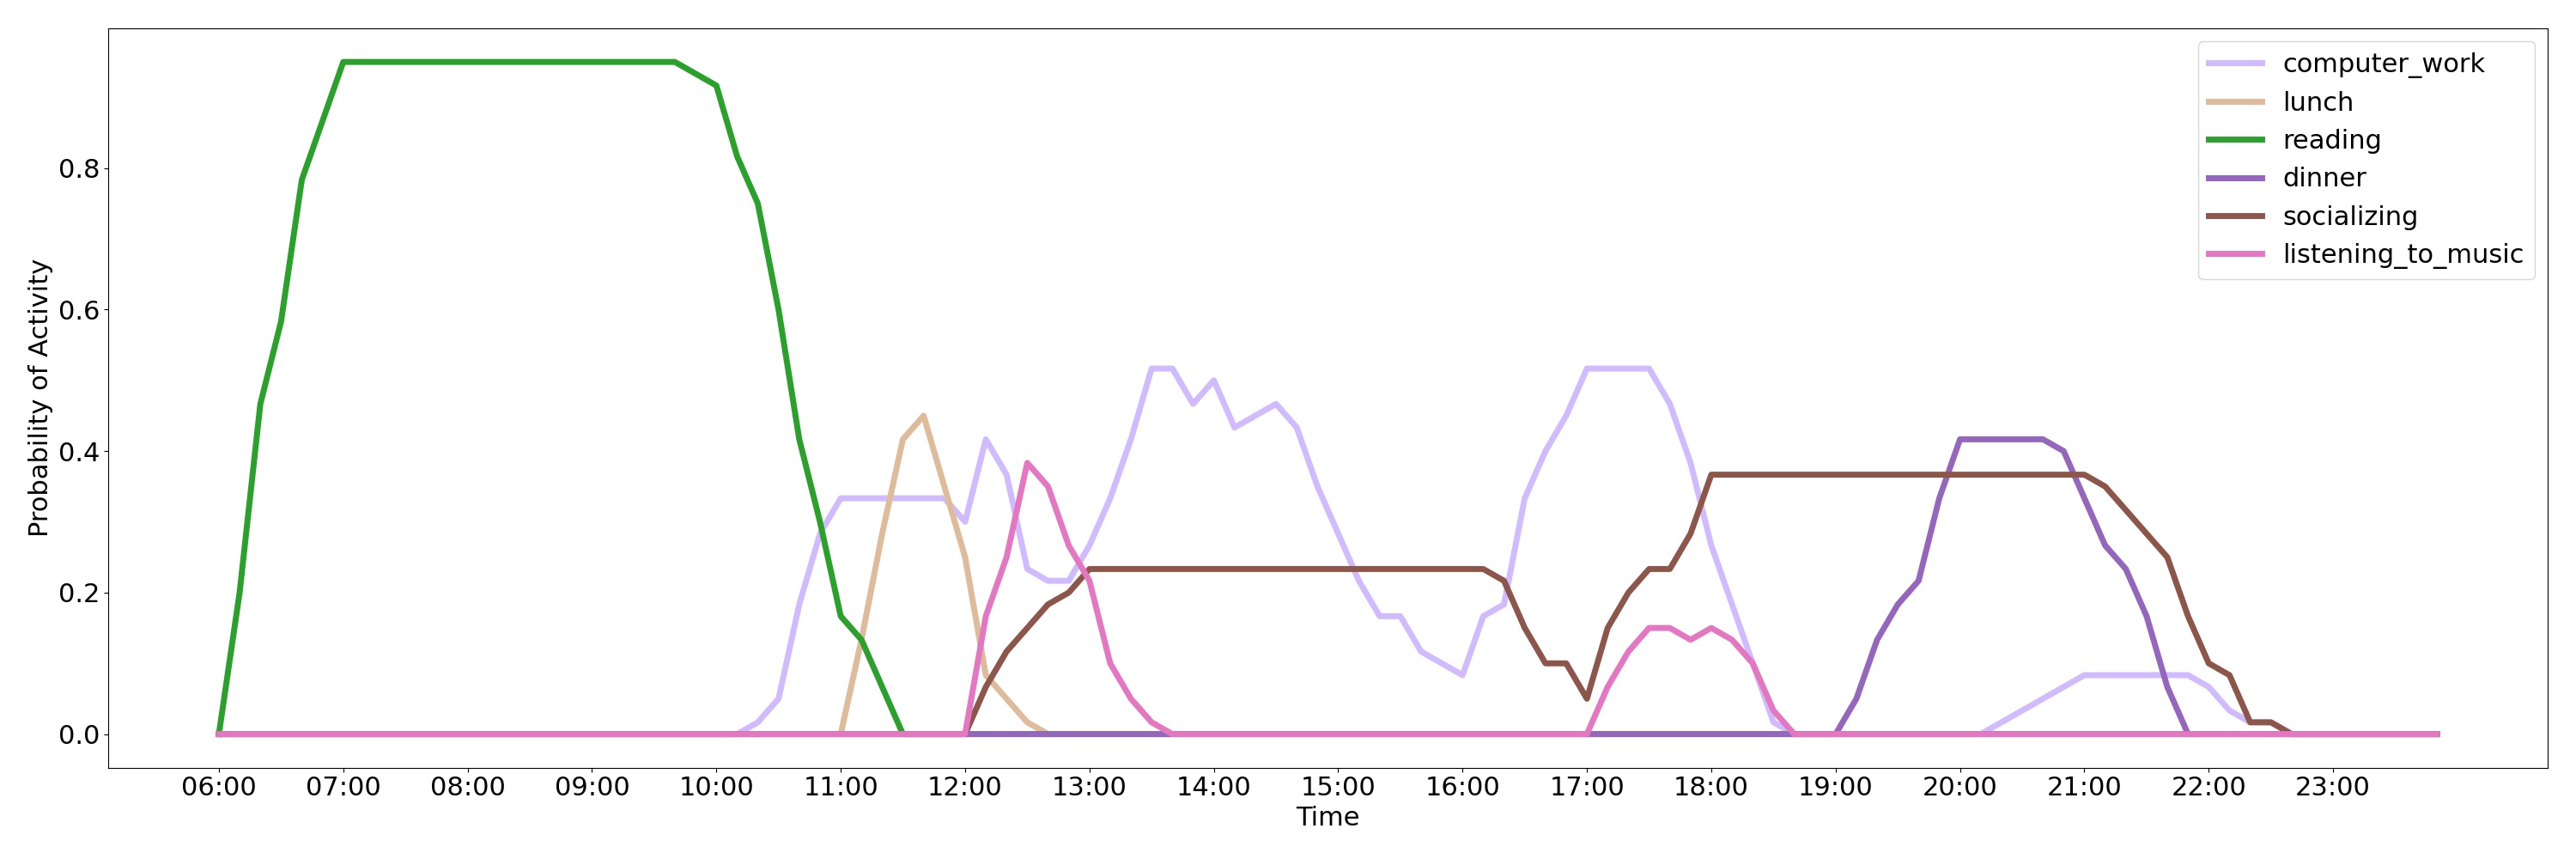 computer_work
lunch
reading
dinner
socializing
listening_to_music
Probability of Activity
0.8
0.6
0.4
0.2
0.0
06:00 07:00 08:00 09:00 10:00 11:00 12:00 13:00 14:00 15:00 16:00 17:00 18:00 19:00 20:00 21:00 22:00 23:00
Time